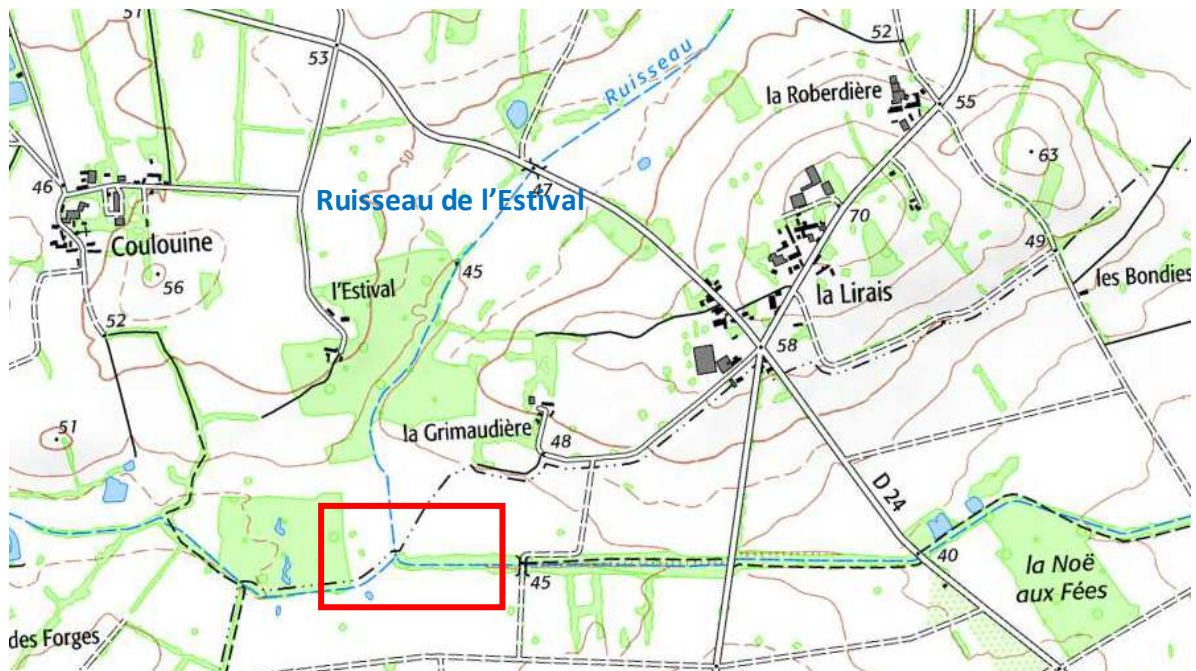 51
53
Ruisseau
52
la Roberdière
55
63
46
50
47
Ruisseau de l'Estival
70
Coulouine
45
49
56
l'Estival
la Lirais
les Bondies
52
58
51
la Grimaudière
48
D 24
45
40
la Noë
aux Fées
des Forges